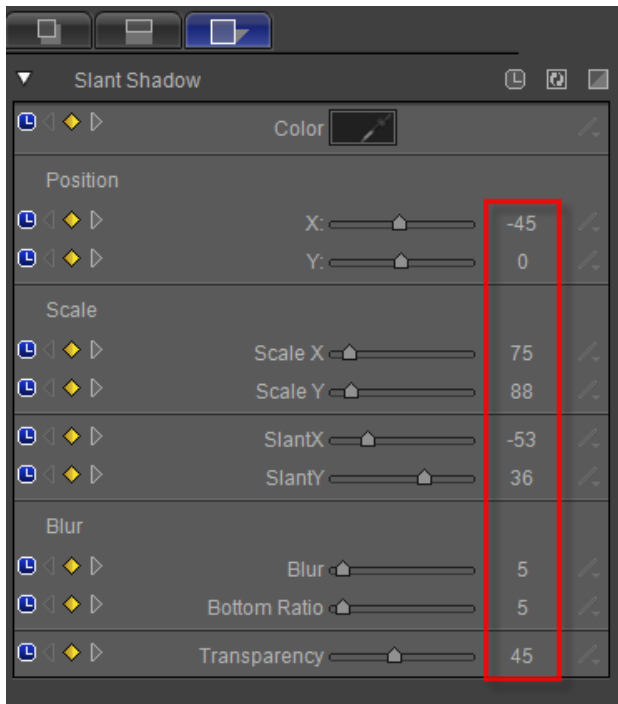 Slant Shadow
Color
Position
X: -45
Y: 0
Scale
Scale X 75
Scale Y 88
SlantX -53
SlantY 36
Blur
Blur 5
Bottom Ratio 5
Transparency 45